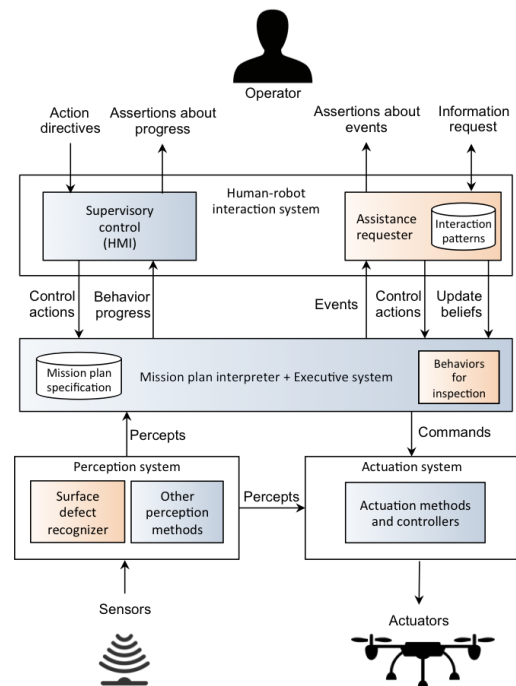 Operator
Action
directives
Assertions about
progress
Assertions about
events
Information
request
Human-robot
interaction system
Supervisory
control
(HMI)
Assistance
requester
Interaction
patterns
Control
actions
Behavior
progress
Events
Control
actions
Update
beliefs
Mission plan
specification
Mission plan interpreter + Executive system
Behaviors
for
inspection
Percepts
Commands
Perception system
Surface
defect
recognizer
Other
perception
methods
Percepts
Actuation system
Actuation methods
and controllers
Sensors
Actuators